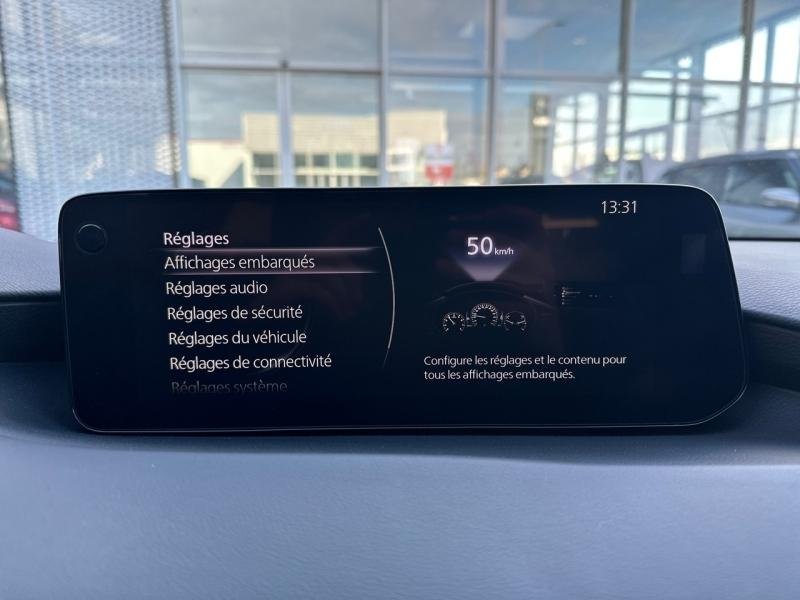 13:31
Réglages
Affichages embarqués
Réglages audio
Réglages de sécurité
Réglages du véhicule
Réglages de connectivité
Réglages système
50 km/h
Configure les réglages et le contenu pour
tous les affichages embarqués.